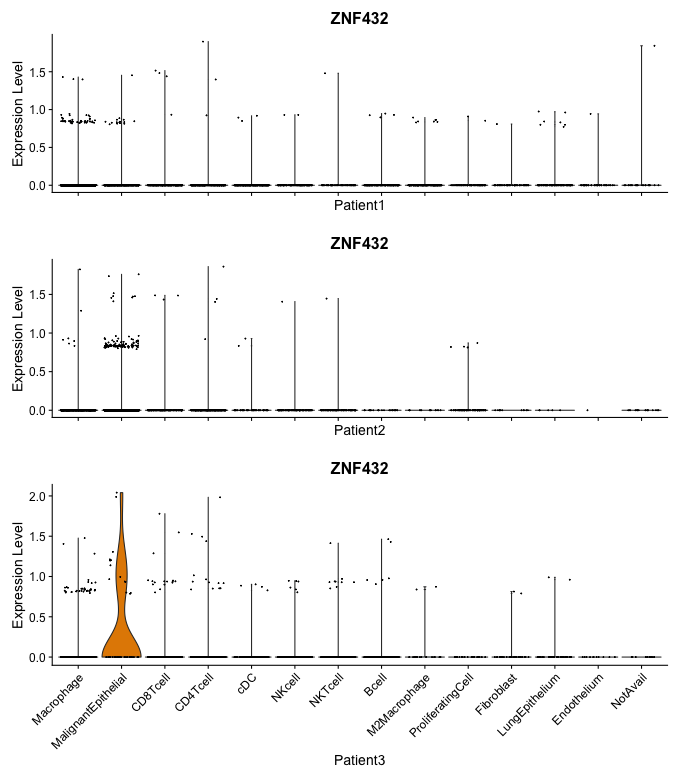 ZNF432
Expression Level
1.5
1.0
0.5
0.0
Patient1
ZNF432
Expression Level
1.5
1.0
0.5
0.0
Patient2
ZNF432
Expression Level
2.0
1.5
1.0
0.5
0.0
Macrophage
MalignantEpithelial
CD8Tcell
CD4Tcell
cDC
NKcell
NKTcell
Bcell
M2Macrophage
ProliferatingCell
Fibroblast
LungEpithelium
Endothelium
NotAvail
Patient3